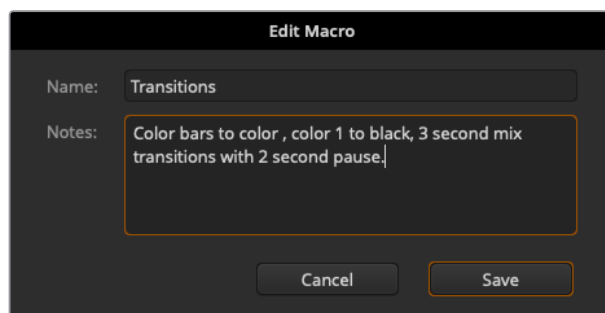 Edit Macro
Name: Transitions
Notes: Color bars to color , color 1 to black, 3 second mix
transitions with 2 second pause.
Cancel Save